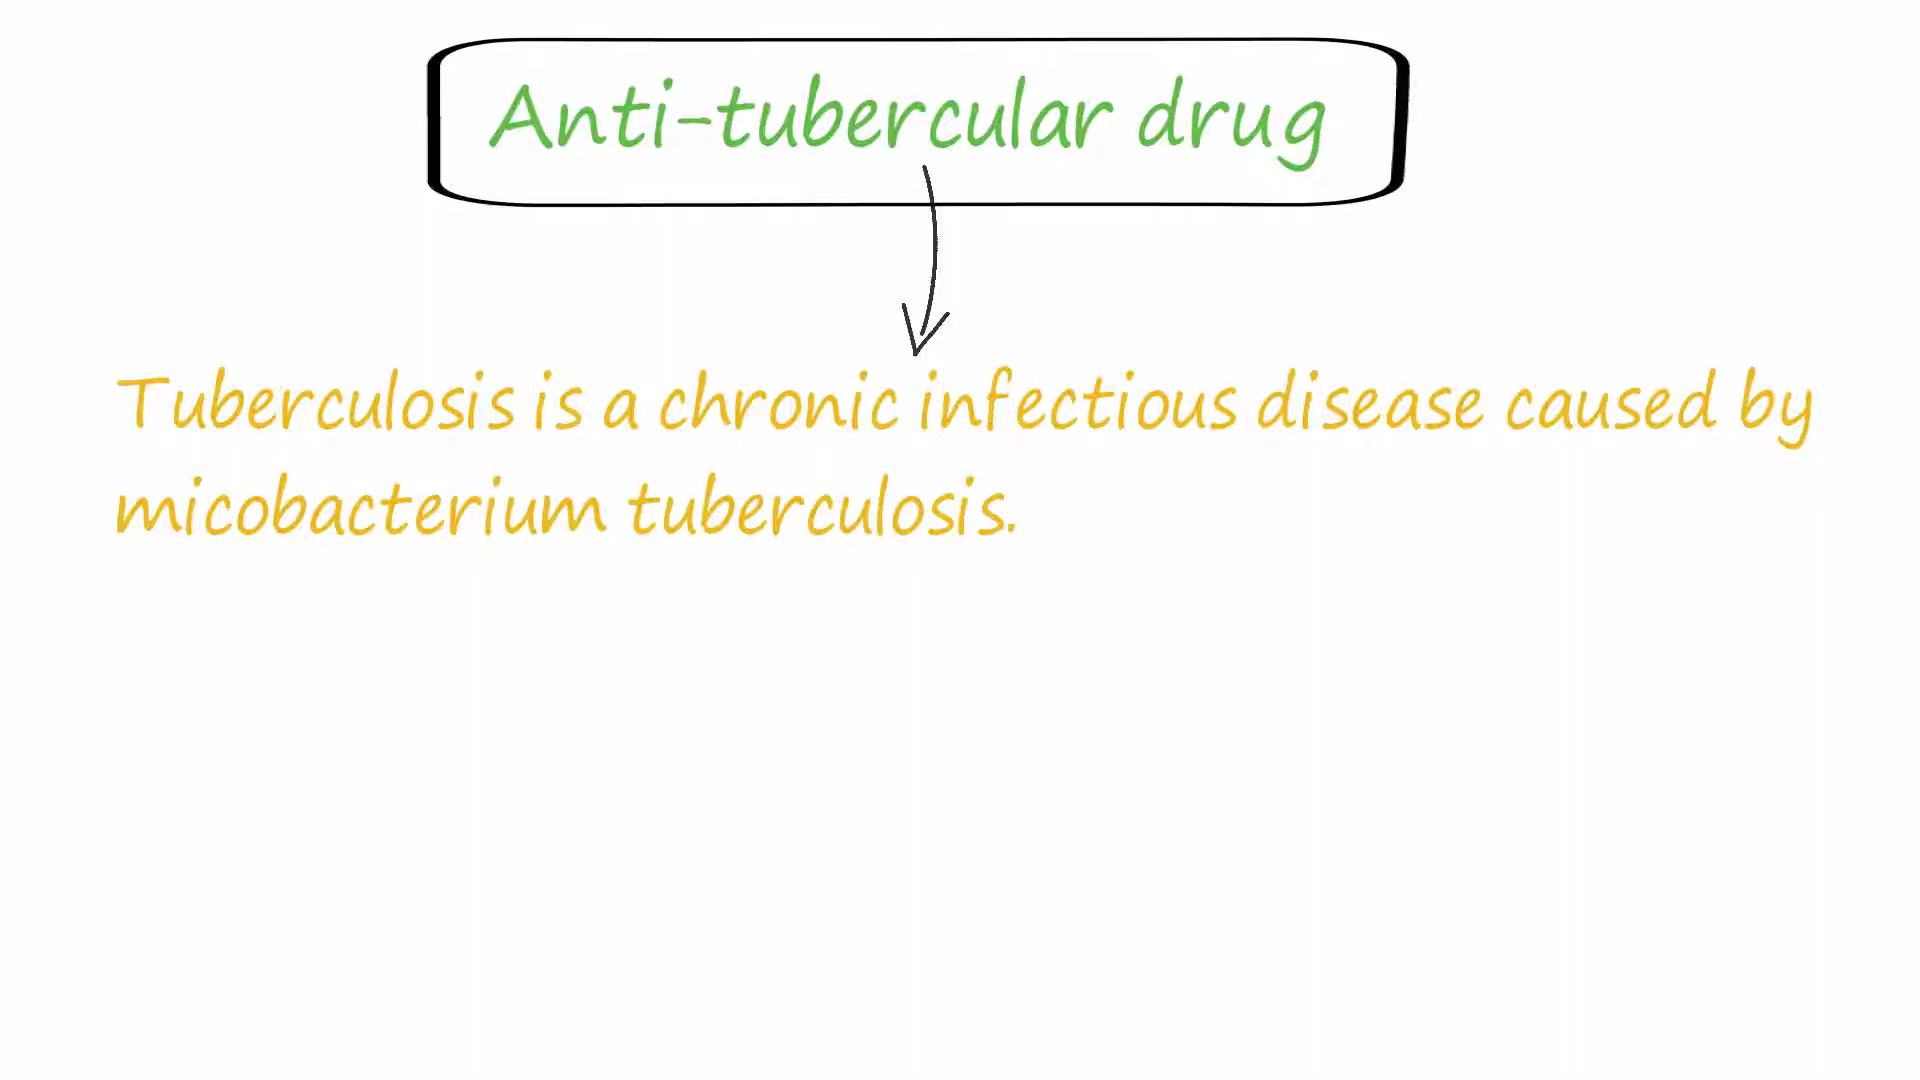 Anti-tubercular drug
Tuberculosis is a chronic infectious disease caused by
micobacterium tuberculosis.